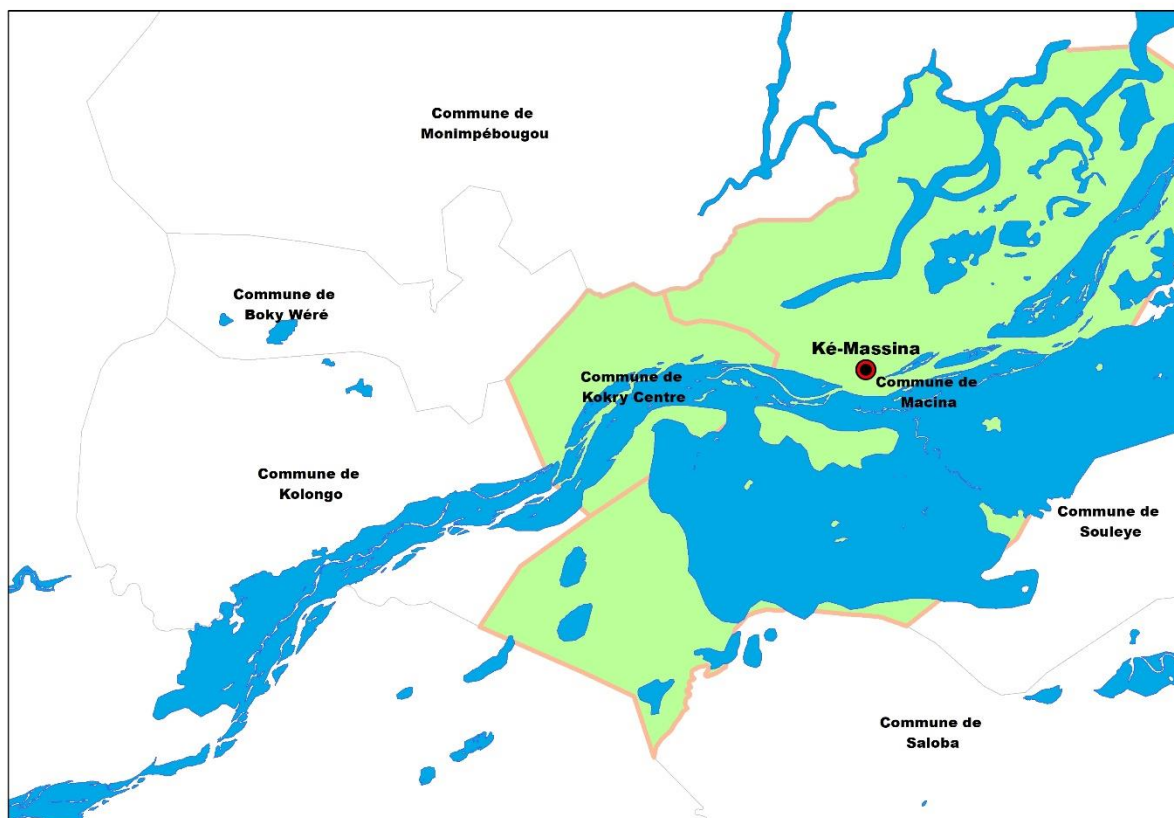 Commune de
Monimpébougou
Commune de
Boky Wéré
Ké-Massina
Commune de
Kokry Centre
Commune de
Macina
Commune de
Kolongo
Commune de
Souleye
Commune de
Saloba